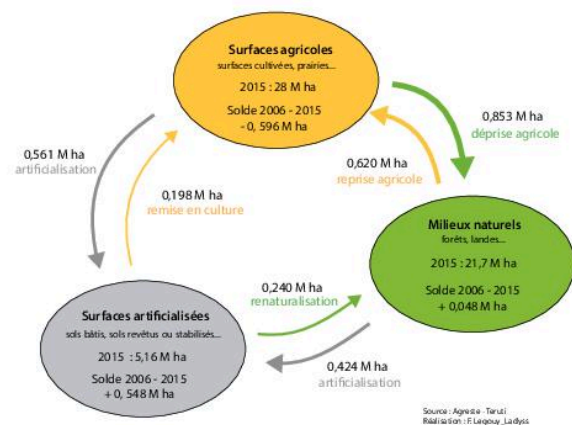 Surfaces agricoles
surfaces cultivées, prairies...
2015 : 28 M ha
Solde 2006 - 2015
- 0, 596 M ha
0,853 M ha
déprise agricole
0,561 M ha
artificialisation
0,620 M ha
reprise agricole
0,198 M ha
remise en culture
Milieux naturels
forêts, landes...
2015 : 21,7 M ha
Solde 2006 - 2015
+ 0,048 M ha
0,240 M ha
renaturalisation
Surfaces artificialisées
sols bâtis, sols revêtus ou stabilisés...
2015 : 5,16 M ha
Solde 2006 - 2015
+ 0, 548 M ha
0,424 M ha
artificialisation
Source : Agreste - Teruti
Réalisation : F. Legouy_Ladyss